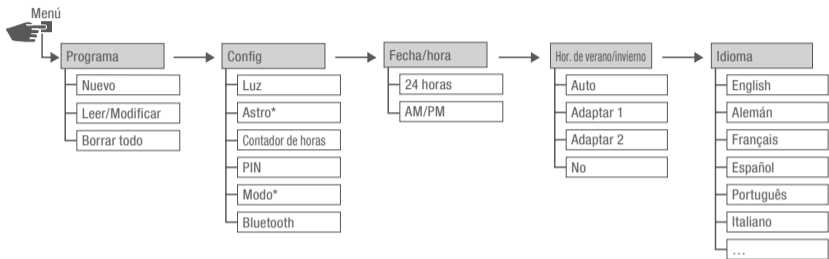 Menú
Programa
Nuevo
Leer/Modificar
Borrar todo
Config
Luz
Astro*
Contador de horas
PIN
Modo*
Bluetooth
Fecha/hora
24 horas
AM/PM
Hor. de verano/invierno
Auto
Adaptar 1
Adaptar 2
No
Idioma
English
Alemán
Français
Español
Português
Italiano
…